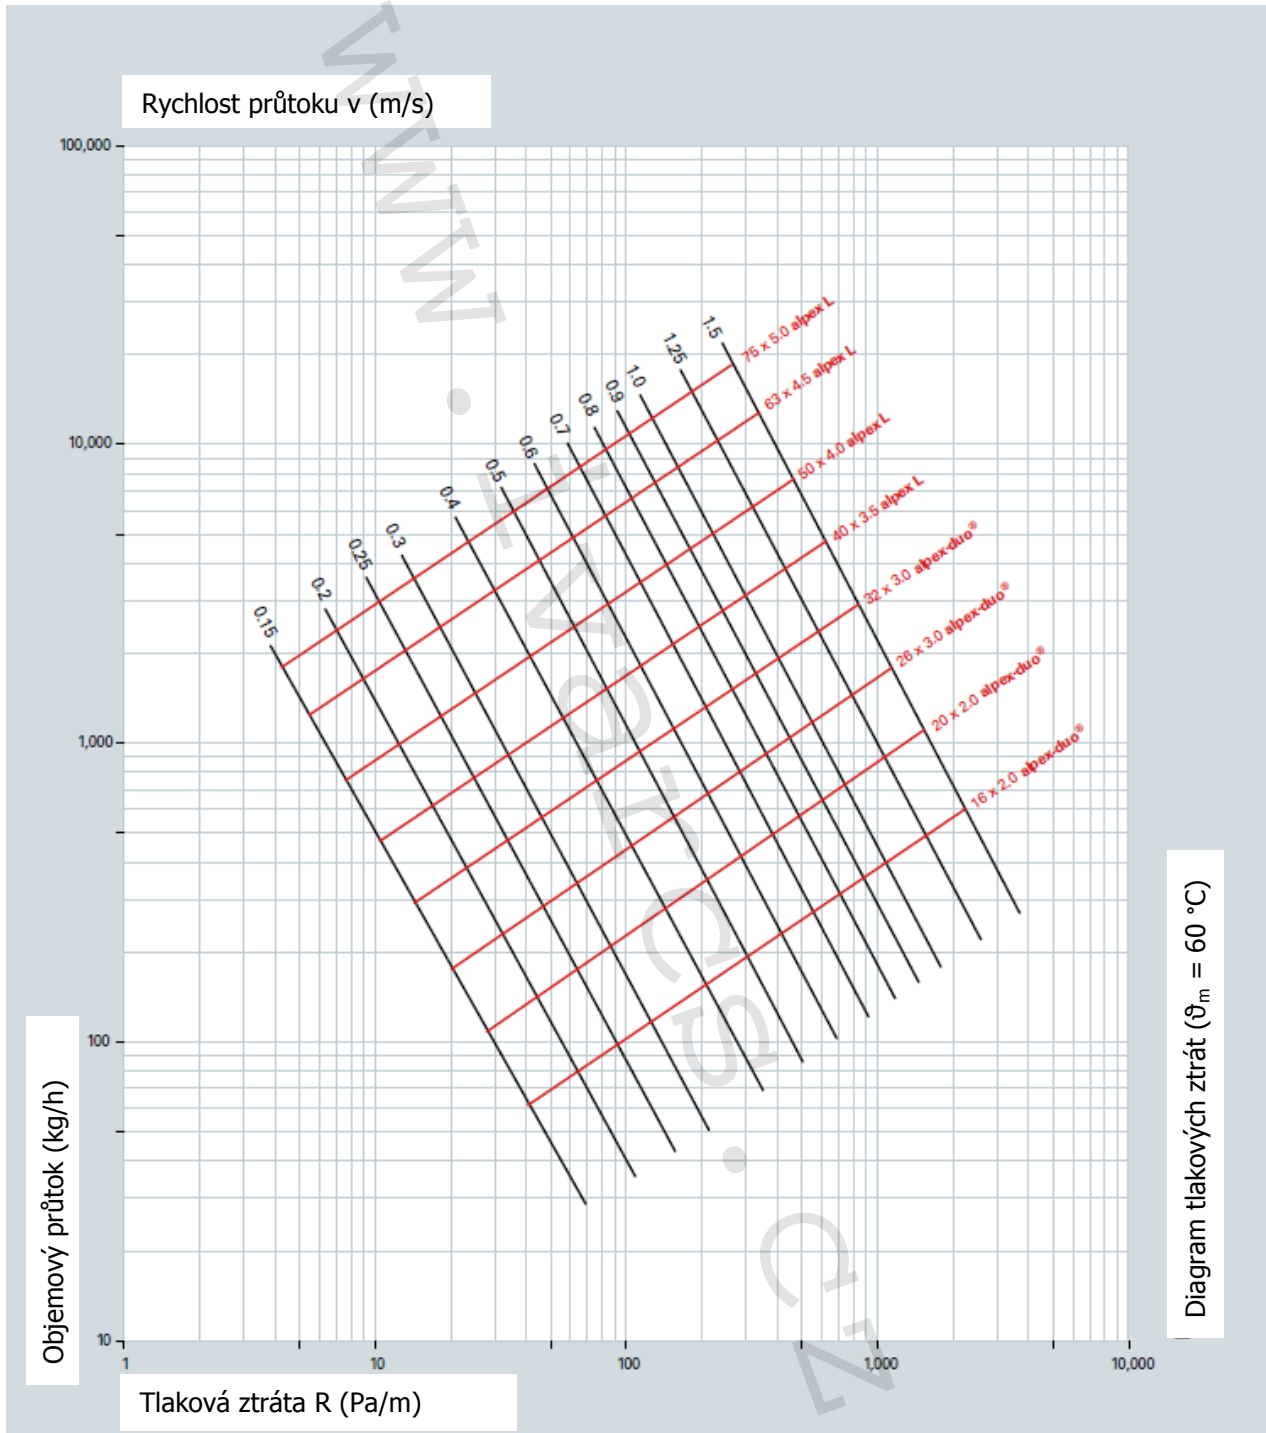 Rychlost průtoku v (m/s)
100,000
10,000
1,000
100
10
1
10
100
1,000
10,000
0.15
0.2
0.25
0.3
0.4
0.5
0.6
0.7
0.8
0.9
1.0
1.25
1.5
75 x 5.0 alpex L
63 x 4.5 alpex L
50 x 4.0 alpex L
40 x 3.5 alpex L
32 x 3.0 alpex-duo®
26 x 3.0 alpex-duo®
20 x 2.0 alpex-duo®
16 x 2.0 alpex-duo®
Objemový průtok (kg/h)
Tlaková ztráta R (Pa/m)
Diagram tlakových ztrát (ϑm = 60 °C)
www.ivarcs.cz